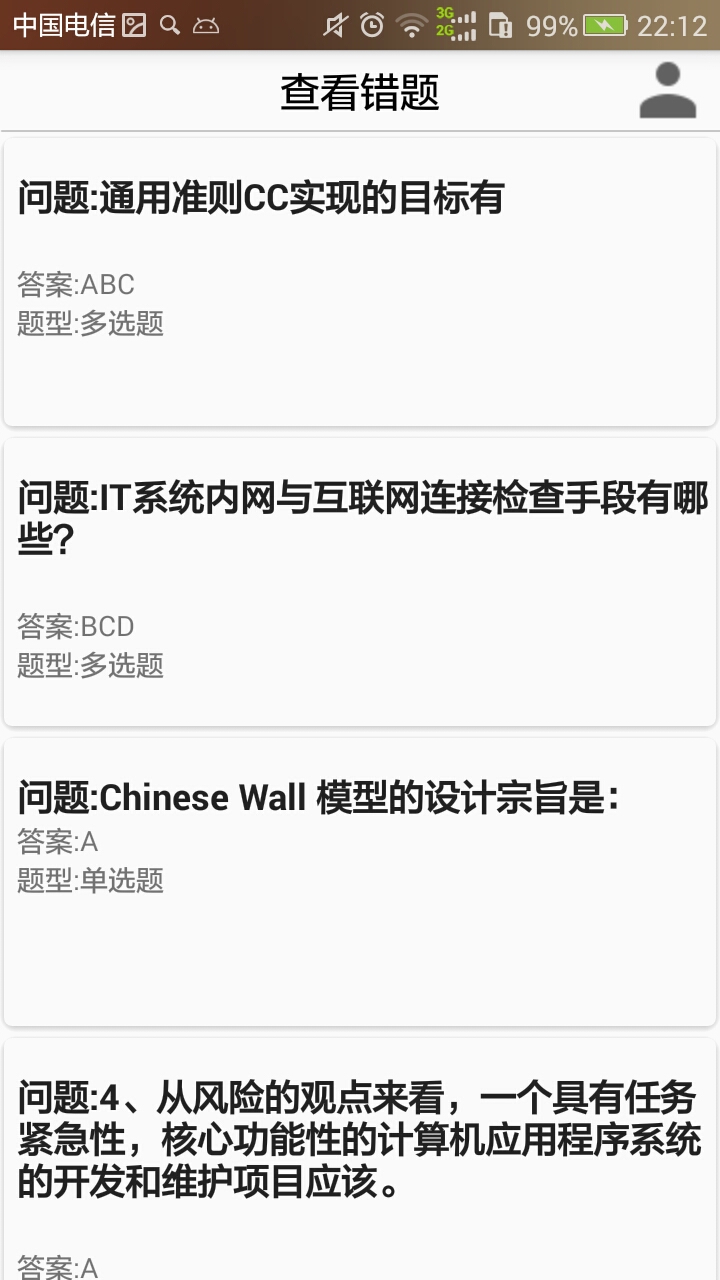 中国电信 3G 2G 99% 22:12
查看错题
问题:通用准则CC实现的目标有
答案:ABC
题型:多选题
问题:IT系统内网与互联网连接检查手段有哪
些?
答案:BCD
题型:多选题
问题:Chinese Wall 模型的设计宗旨是：
答案:A
题型:单选题
问题:4、从风险的观点来看，一个具有任务
紧急性，核心功能性的计算机应用程序系统
的开发和维护项目应该。
答案:A